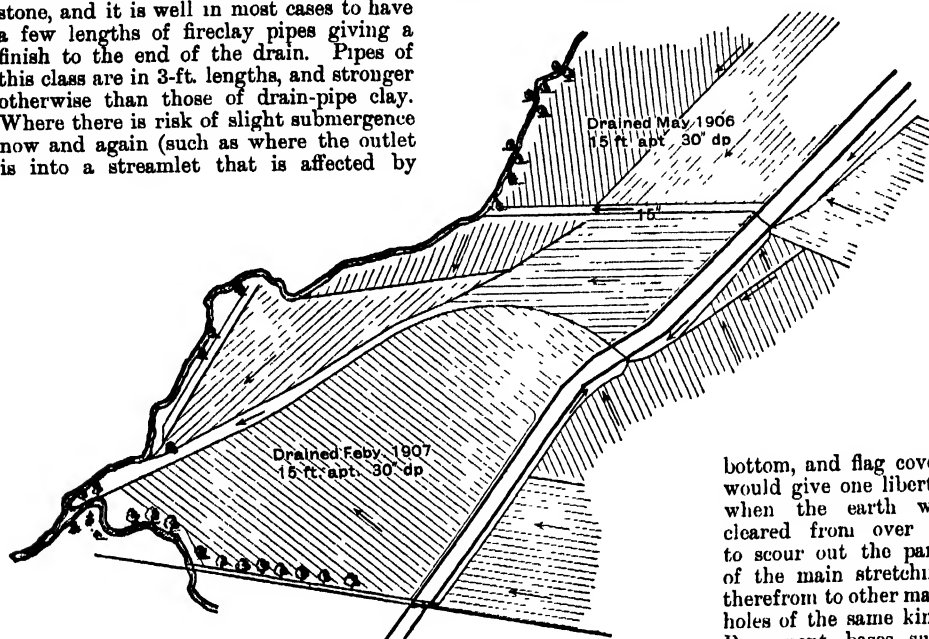 stone, and it is well in most cases to have
a few lengths of fireclay pipes giving a
finish to the end of the drain. Pipes of
this class are in 3-ft. lengths, and stronger
otherwise than those of drain-pipe clay.
Where there is risk of slight submergence
now and again (such as where the outlet
is into a streamlet that is affected by
Drained May 1906
15 ft apt 30" dp
15"
Drained Feby. 1907
15 ft. apt. 30" dp
bottom, and flag cov
would give one libert
when the earth w
cleared from over
to scour out the par
of the main stretchi
therefrom to other ma
holes of the same kin